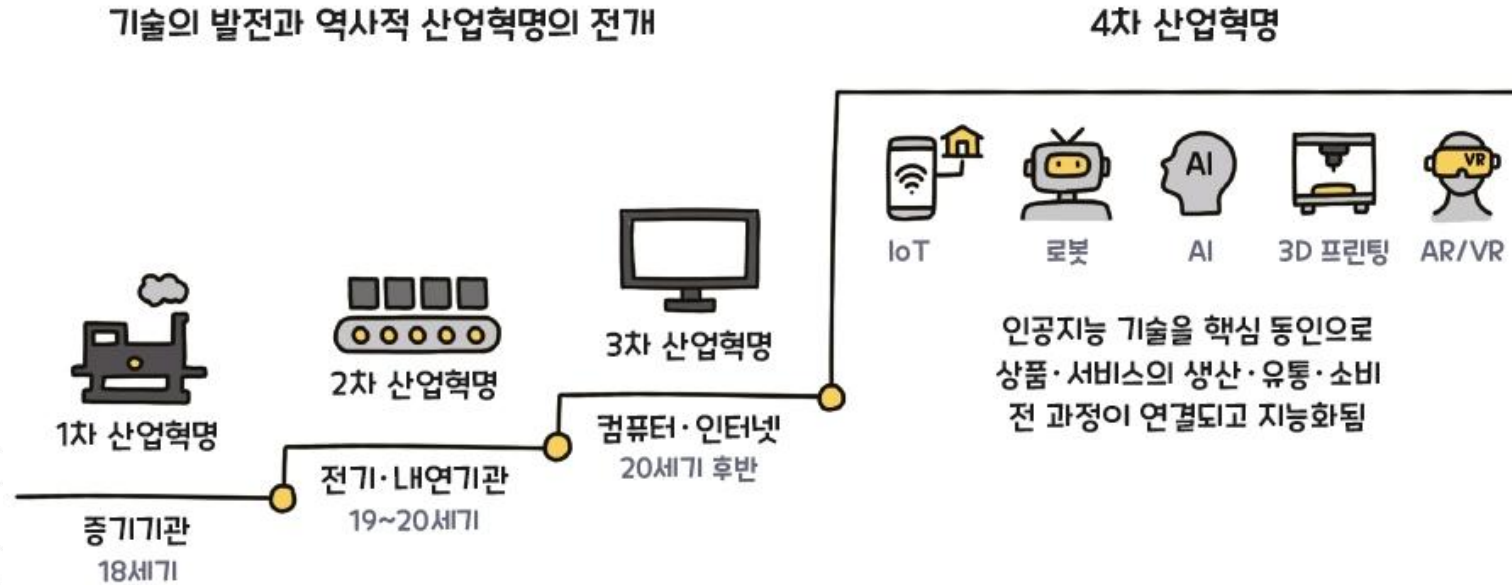 기술의 발전과 역사적 산업혁명의 전개
4차 산업혁명
1차 산업혁명
증기기관
18세기
2차 산업혁명
전기·내연기관
19~20세기
3차 산업혁명
컴퓨터·인터넷
20세기 후반
AI
VR
IoT
로봇
AI
3D 프린팅
AR/VR
인공지능 기술을 핵심 동인으로
상품·서비스의 생산·유통·소비
전 과정이 연결되고 지능화됨